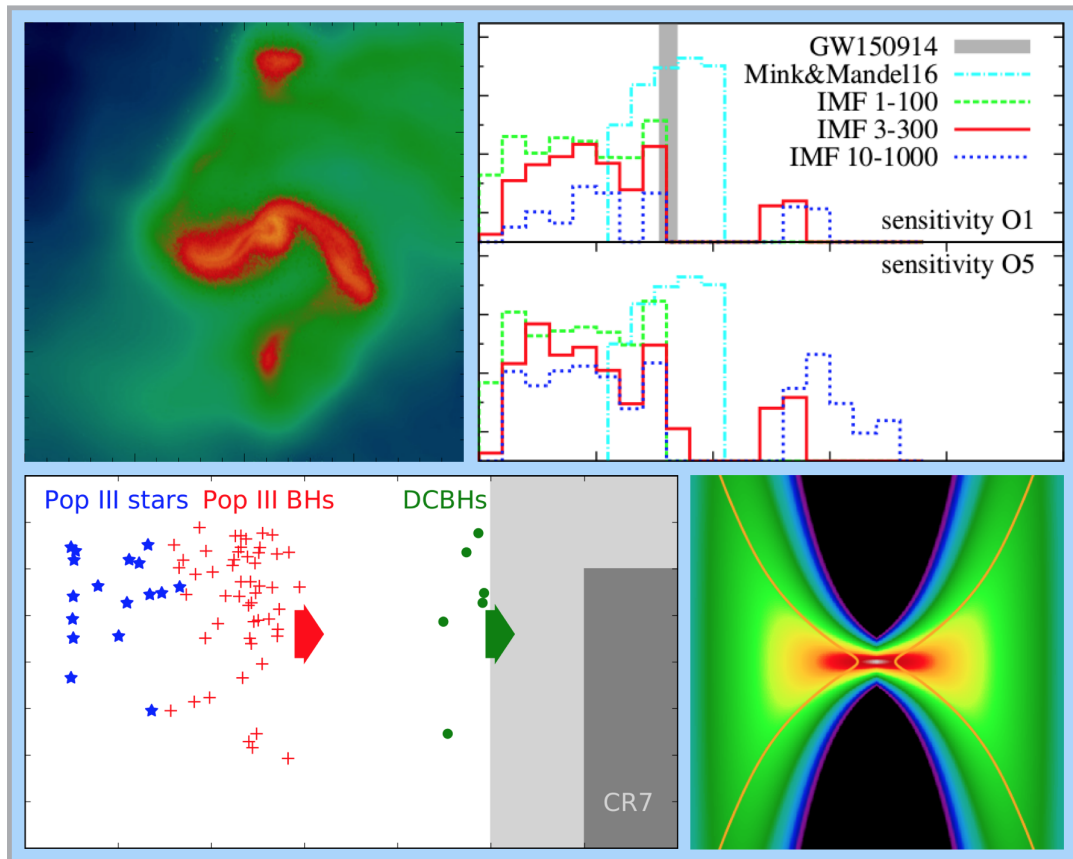 GW150914
Mink&Mandel16
IMF 1-100
IMF 3-300
IMF 10-1000
sensitivity O1
sensitivity O5
Pop III stars Pop III BHs DCBHs
CR7